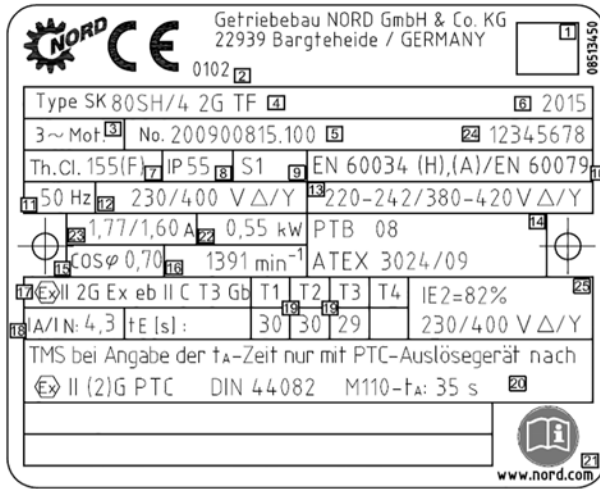 NORD CE
Getriebebau NORD GmbH & Co. KG
22939 Bargteheide / GERMANY
0102 2
1
08513450
Type SK 80SH/4 2G TF 4 6 2015
3~ Mot. 3 No. 200900815.100 5 24 12345678
Th.Cl. 155(F) 7 IP55 8 S1 9 EN 60034 (H),(A)/EN 60079 10
11 50 Hz 12 230/400 V Δ/Y 13 220-242/380-420V Δ/Y
23 1,77/1,60 A 22 0,55 kW PTB 08 14
15 cosφ 0,70 16 1391 min⁻¹ ATEX 3024/09
17 Ex II 2G Ex eb II C T3 Gb T1 T2 T3 T4 IE2=82% 25
19 19
18 IA/IN: 4,3 tE [s]: 30 30 29 230/400 V Δ/Y
TMS bei Angabe der tA-Zeit nur mit PTC-Auslösegerät nach
Ex II (2)G PTC DIN 44082 M110-tA: 35 s 20
21
www.nord.com